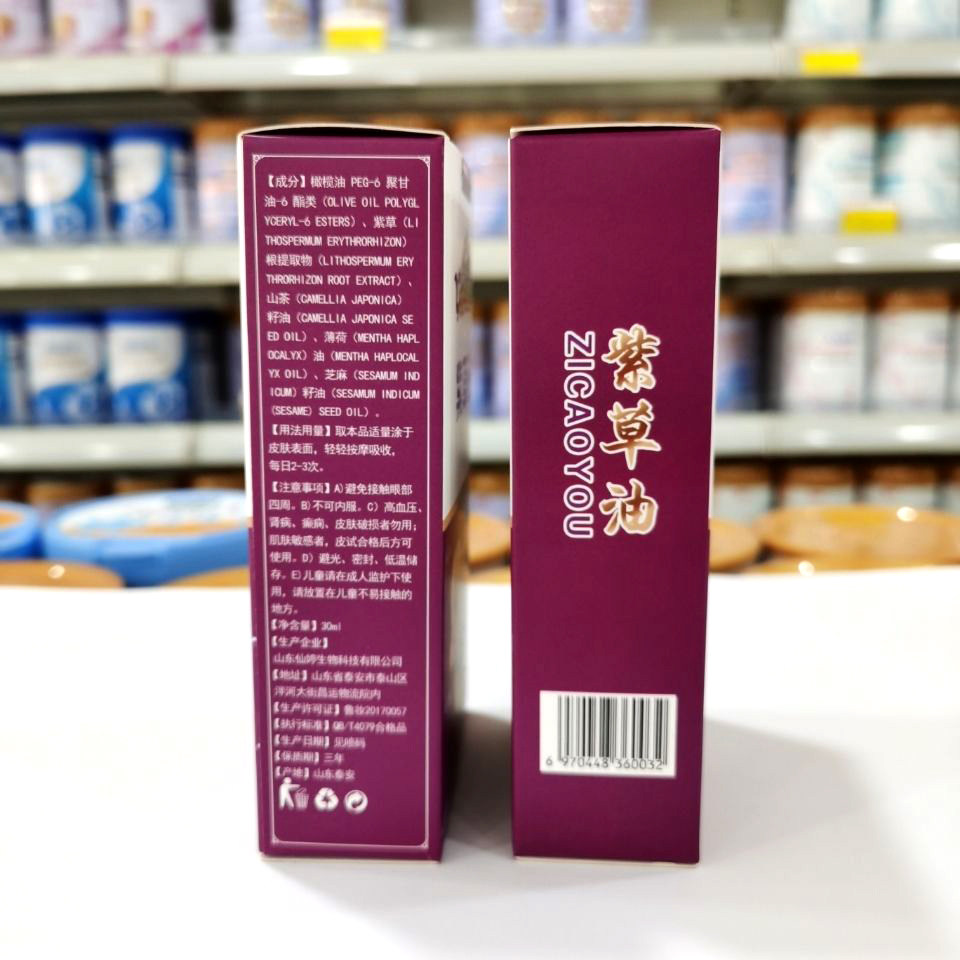 【成分】橄榄油 PEG-6 聚甘
油-6 酯类（OLIVE OIL POLYGL
YCERYL-6 ESTERS）、紫草（LI
THOSPERMUM ERYTHRORHIZON）
根提取物（LITHOSPERMUM ERY
THRORHIZON ROOT EXTRACT）、
山茶（CAMELLIA JAPONICA）
籽油（CAMELLIA JAPONICA SE
ED OIL）、薄荷（MENTHA HAPL
OCALYX）油（MENTHA HAPLOCAL
YX OIL）、芝麻（SESAMUM IND
ICUM）籽油（SESAMUM INDICUM
（SESAME）SEED OIL）。
【用法用量】取本品适量涂于
皮肤表面，轻轻按摩吸收，
每日2-3次。
【注意事项】A)避免接触眼部
四周。B)不可内服。C）高血压、
肾病、癫痫、皮肤破损者勿用；
肌肤敏感者，皮试合格后方可
使用。D）避光、密封、低温储
存。E)儿童请在成人监护下使
用，请放置在儿童不易接触的
地方。
【净含量】30ml
【生产企业】
山东仙婷生物科技有限公司
【地址】山东省泰安市泰山区
泮河大街昌运物流院内
【生产许可证】鲁妆20170057
【执行标准】QB/T4079合格品
【生产日期】见喷码
【保质期】三年
【产地】山东泰安
紫草油
ZICAOYOU
6 970448 360032